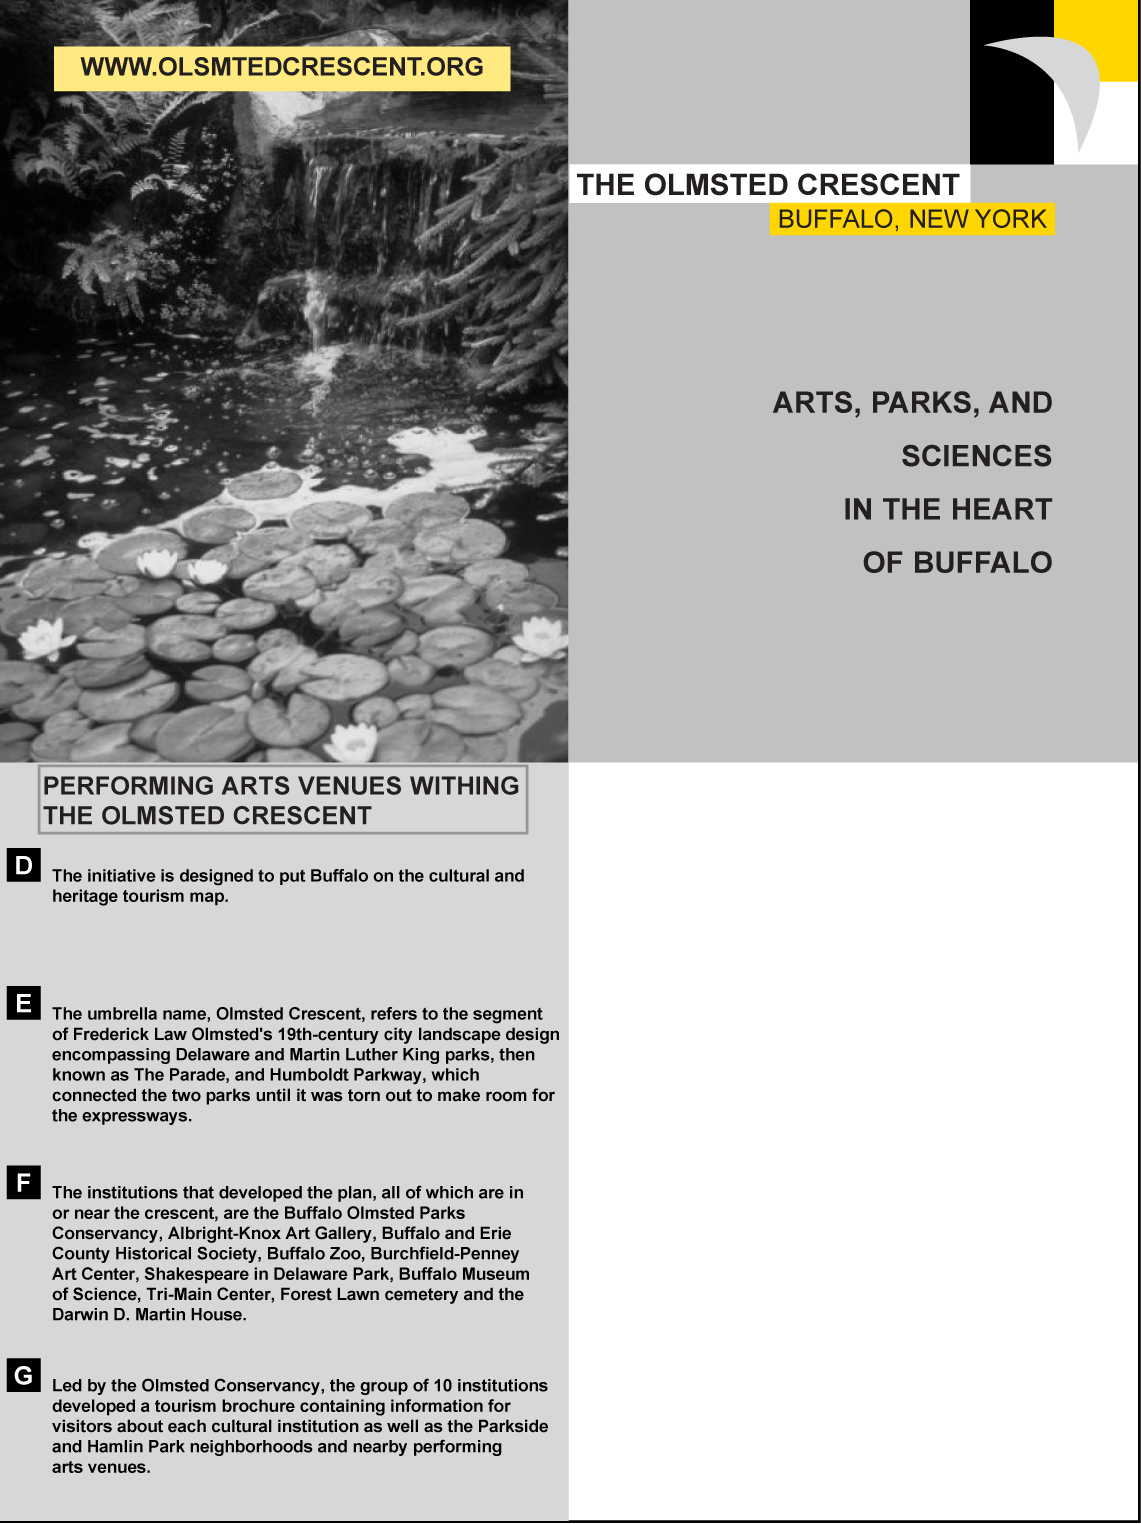 WWW.OLSMTEDCRESCENT.ORG
THE OLMSTED CRESCENT
BUFFALO, NEW YORK
ARTS, PARKS, AND
SCIENCES
IN THE HEART
OF BUFFALO
PERFORMING ARTS VENUES WITHING
THE OLMSTED CRESCENT
D
The initiative is designed to put Buffalo on the cultural and
heritage tourism map.
E
The umbrella name, Olmsted Crescent, refers to the segment
of Frederick Law Olmsted's 19th-century city landscape design
encompassing Delaware and Martin Luther King parks, then
known as The Parade, and Humboldt Parkway, which
connected the two parks until it was torn out to make room for
the expressways.
F
The institutions that developed the plan, all of which are in
or near the crescent, are the Buffalo Olmsted Parks
Conservancy, Albright-Knox Art Gallery, Buffalo and Erie
County Historical Society, Buffalo Zoo, Burchfield-Penney
Art Center, Shakespeare in Delaware Park, Buffalo Museum
of Science, Tri-Main Center, Forest Lawn cemetery and the
Darwin D. Martin House.
G
Led by the Olmsted Conservancy, the group of 10 institutions
developed a tourism brochure containing information for
visitors about each cultural institution as well as the Parkside
and Hamlin Park neighborhoods and nearby performing
arts venues.